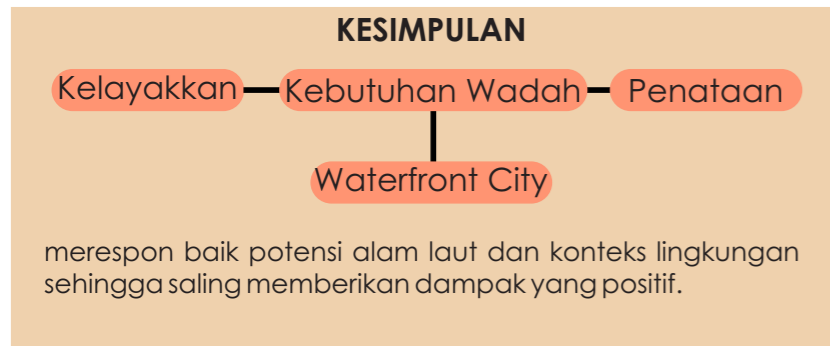 KESIMPULAN
Kelayakkan Kebutuhan Wadah Penataan
Waterfront City
merespon baik potensi alam laut dan konteks lingkungan
sehingga saling memberikan dampak yang positif.